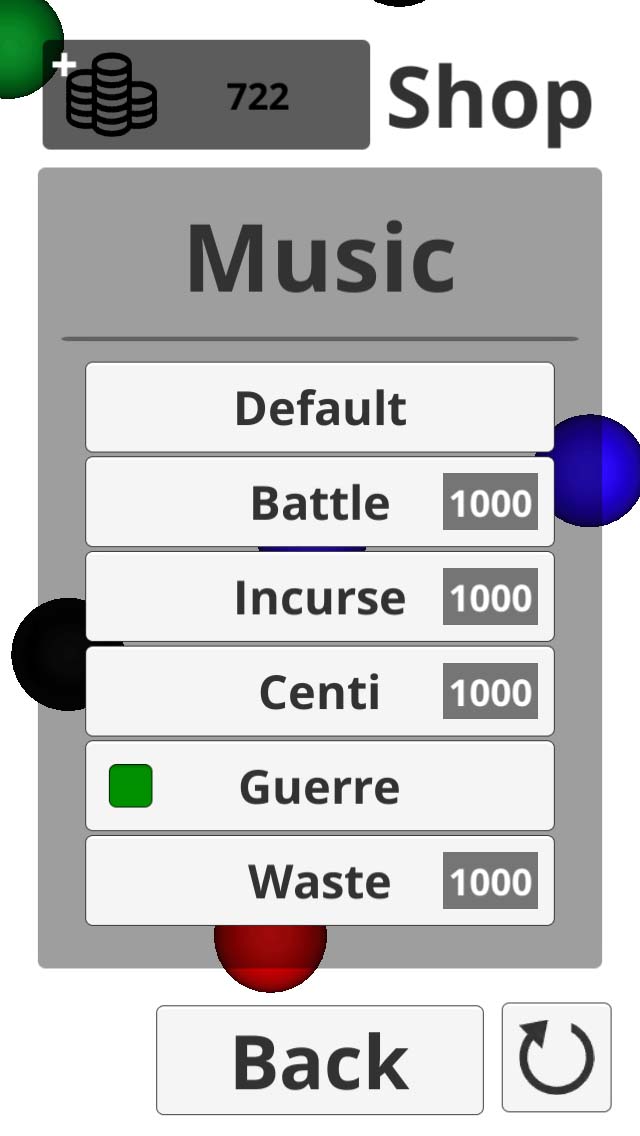 +
722
Shop
Music
Default
Battle 1000
Incurse 1000
Centi 1000
Guerre
Waste 1000
Back